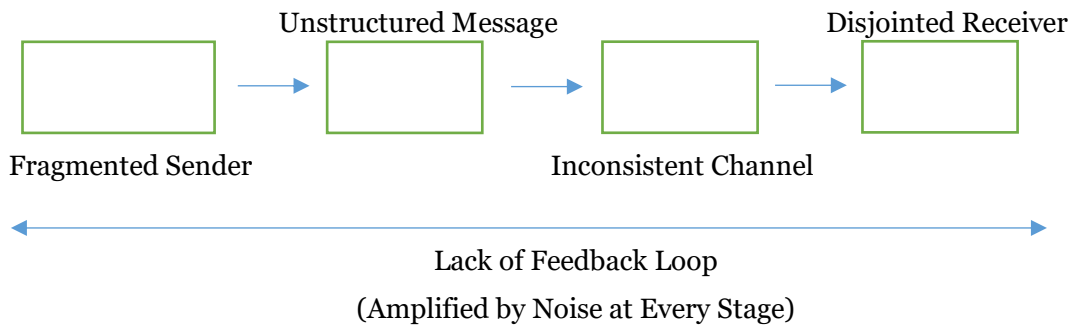 Unstructured Message
Disjointed Receiver
Fragmented Sender
Inconsistent Channel
Lack of Feedback Loop
(Amplified by Noise at Every Stage)